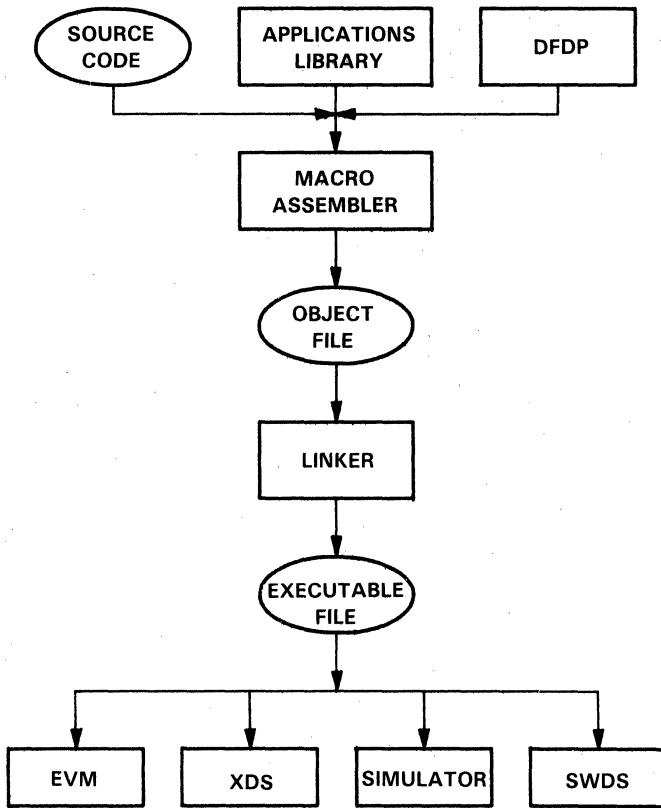 SOURCE
CODE
APPLICATIONS
LIBRARY
DFDP
MACRO
ASSEMBLER
OBJECT
FILE
LINKER
EXECUTABLE
FILE
EVM
XDS
SIMULATOR
SWDS